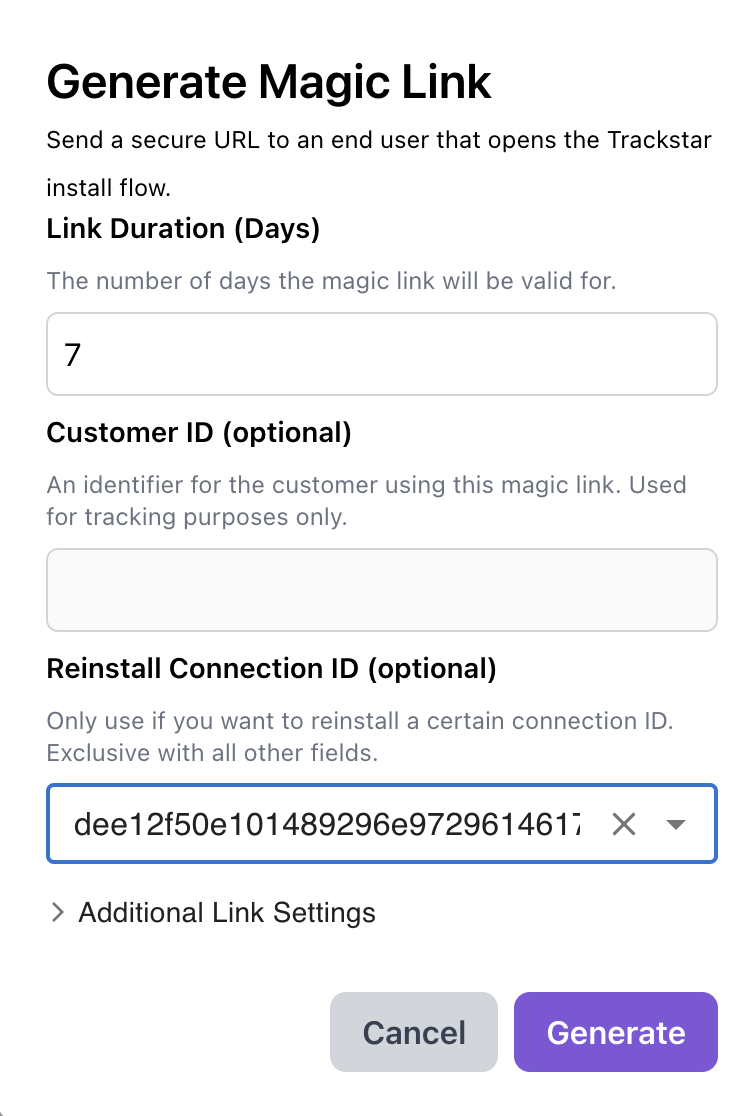 Generate Magic Link
Send a secure URL to an end user that opens the Trackstar
install flow.
Link Duration (Days)
The number of days the magic link will be valid for.
7
Customer ID (optional)
An identifier for the customer using this magic link. Used
for tracking purposes only.
Reinstall Connection ID (optional)
Only use if you want to reinstall a certain connection ID.
Exclusive with all other fields.
dee12f50e101489296e9729614617
Additional Link Settings
Cancel
Generate